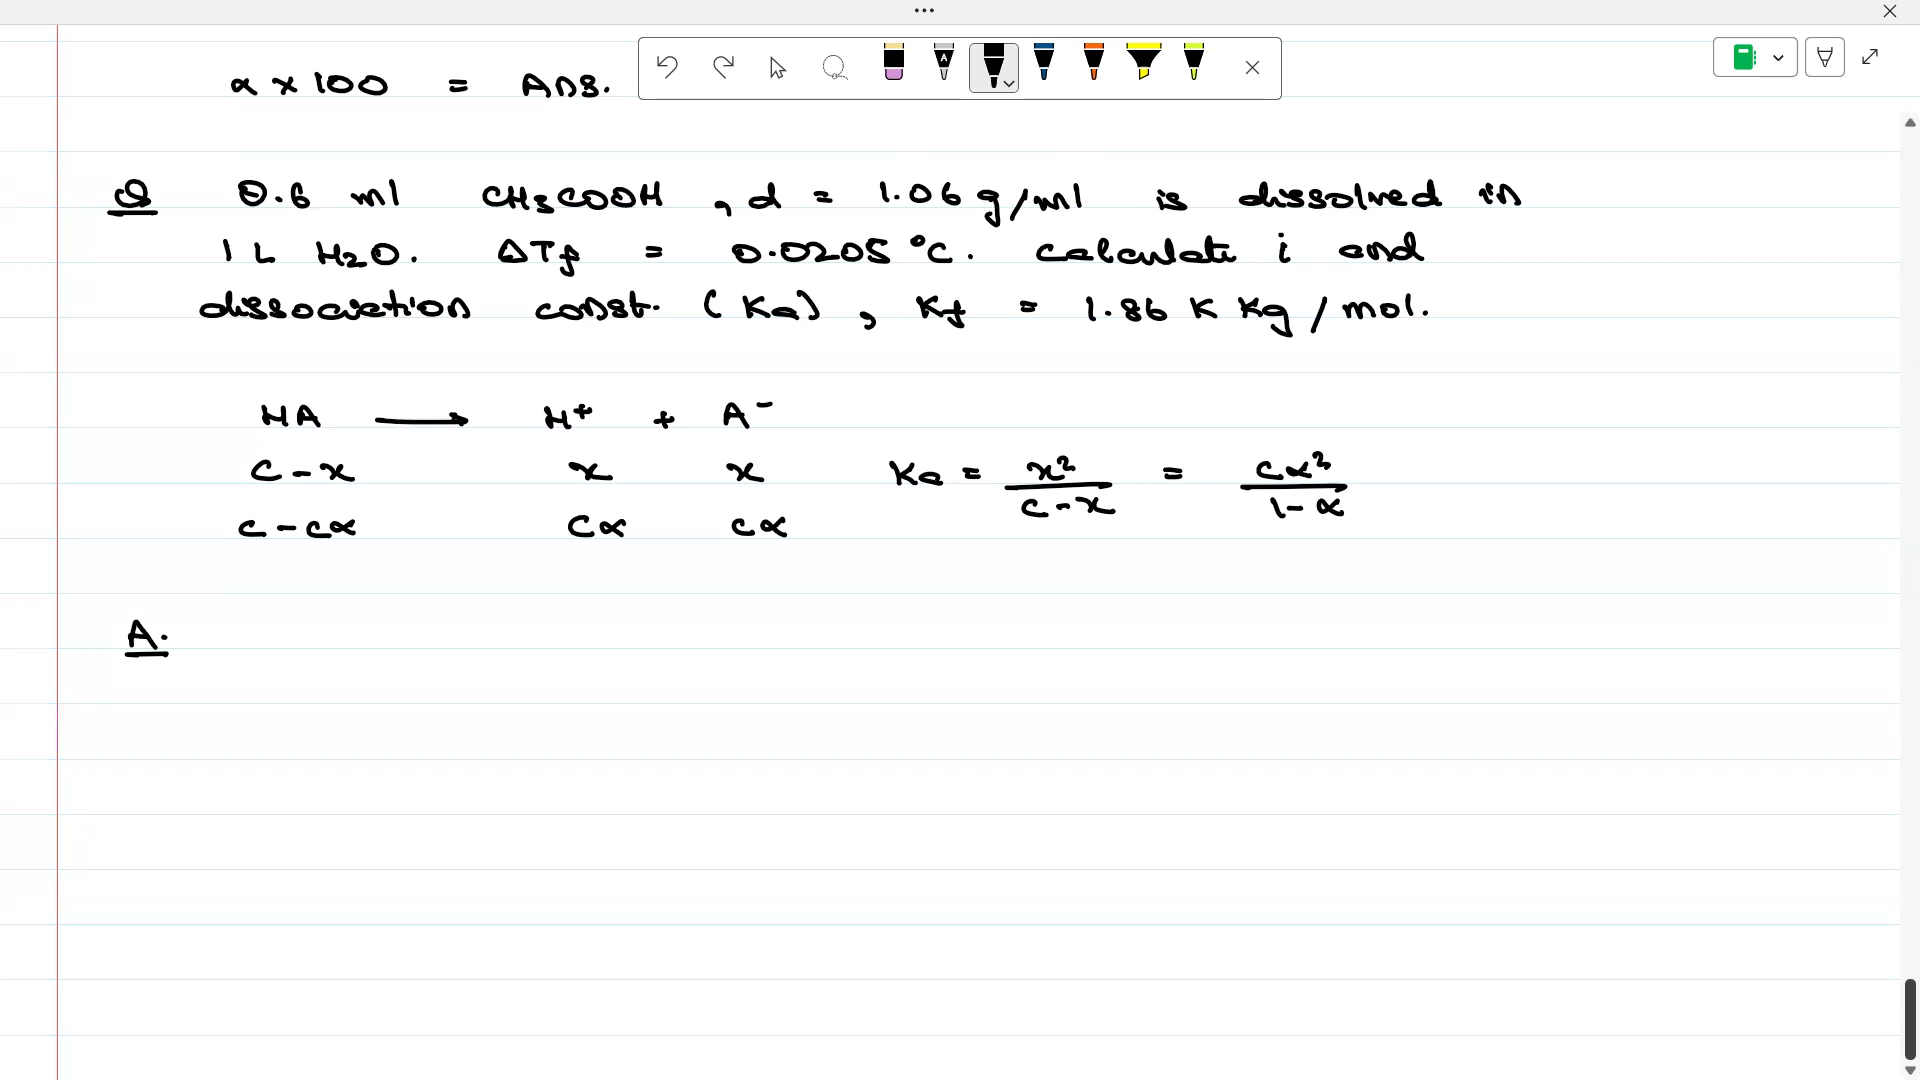 α × 100 = Ans.
Q 0.6 ml CH3COOH , d = 1.06 g/ml is dissolved in
1 L H2O. ΔTf = 0.0205 °C. Calculate i and
dissociation const. (Ka) , Kf = 1.86 K Kg / mol.
HA ⟶ H⁺ + A⁻
C - x x x Ka = x²/(C - x) = Cα²/(1 - α)
C - Cα Cα Cα
A.